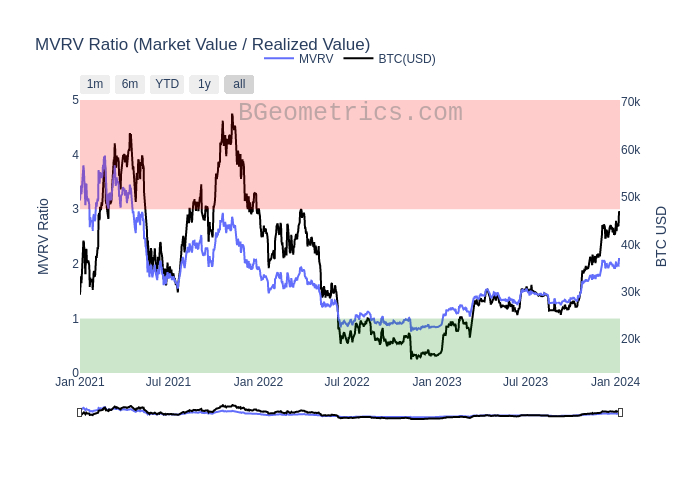 MVRV Ratio (Market Value / Realized Value)
MVRV BTC(USD)
1m 6m YTD 1y all
BGeometrics.com
5
4
3
2
1
0
MVRV Ratio
70k
60k
50k
40k
30k
20k
BTC USD
Jan 2021 Jul 2021 Jan 2022 Jul 2022 Jan 2023 Jul 2023 Jan 2024